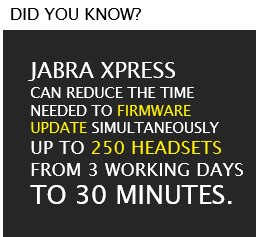 DID YOU KNOW?
JABRA XPRESS
CAN REDUCE THE TIME
NEEDED TO FIRMWARE
UPDATE SIMULTANEOUSLY
UP TO 250 HEADSETS
FROM 3 WORKING DAYS
TO 30 MINUTES.